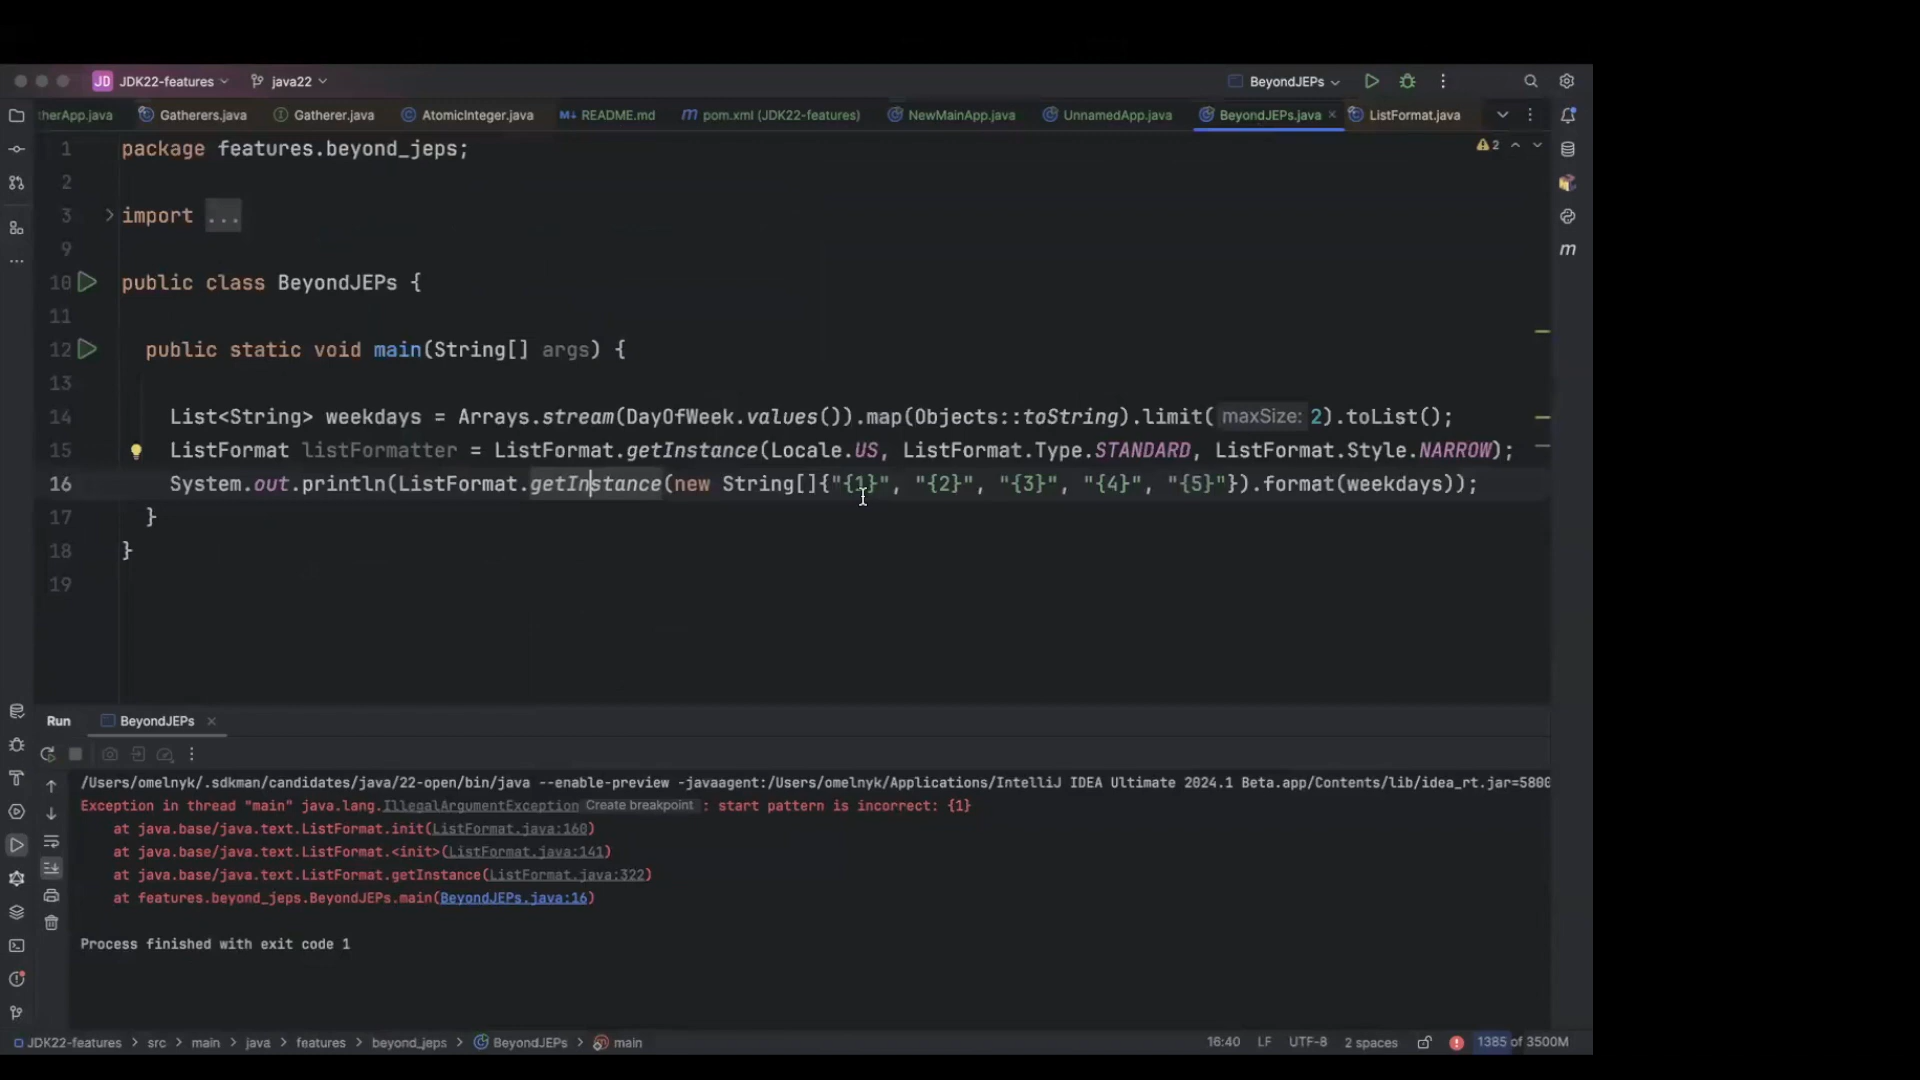 JD JDK22-features java22 BeyondJEPs
therApp.java Gatherers.java Gatherer.java AtomicInteger.java README.md pom.xml (JDK22-features) NewMainApp.java UnnamedApp.java BeyondJEPs.java ListFormat.java
1 package features.beyond_jeps; 2
2
3 import ...
9
10 public class BeyondJEPs {
11
12 public static void main(String[] args) {
13
14 List<String> weekdays = Arrays.stream(DayOfWeek.values()).map(Objects::toString).limit( maxSize: 2).toList();
15 ListFormat listFormatter = ListFormat.getInstance(Locale.US, ListFormat.Type.STANDARD, ListFormat.Style.NARROW);
16 System.out.println(ListFormat.getInstance(new String[]{"{1}", "{2}", "{3}", "{4}", "{5}"}).format(weekdays));
17 }
18 }
19
Run BeyondJEPs
/Users/omelnyk/.sdkman/candidates/java/22-open/bin/java --enable-preview -javaagent:/Users/omelnyk/Applications/IntelliJ IDEA Ultimate 2024.1 Beta.app/Contents/lib/idea_rt.jar=5800
Exception in thread "main" java.lang.IllegalArgumentException Create breakpoint : start pattern is incorrect: {1}
at java.base/java.text.ListFormat.init(ListFormat.java:160)
at java.base/java.text.ListFormat.<init>(ListFormat.java:141)
at java.base/java.text.ListFormat.getInstance(ListFormat.java:322)
at features.beyond_jeps.BeyondJEPs.main(BeyondJEPs.java:16)
Process finished with exit code 1
JDK22-features > src > main > java > features > beyond_jeps > BeyondJEPs > main 16:40 LF UTF-8 2 spaces 1385 of 3500M